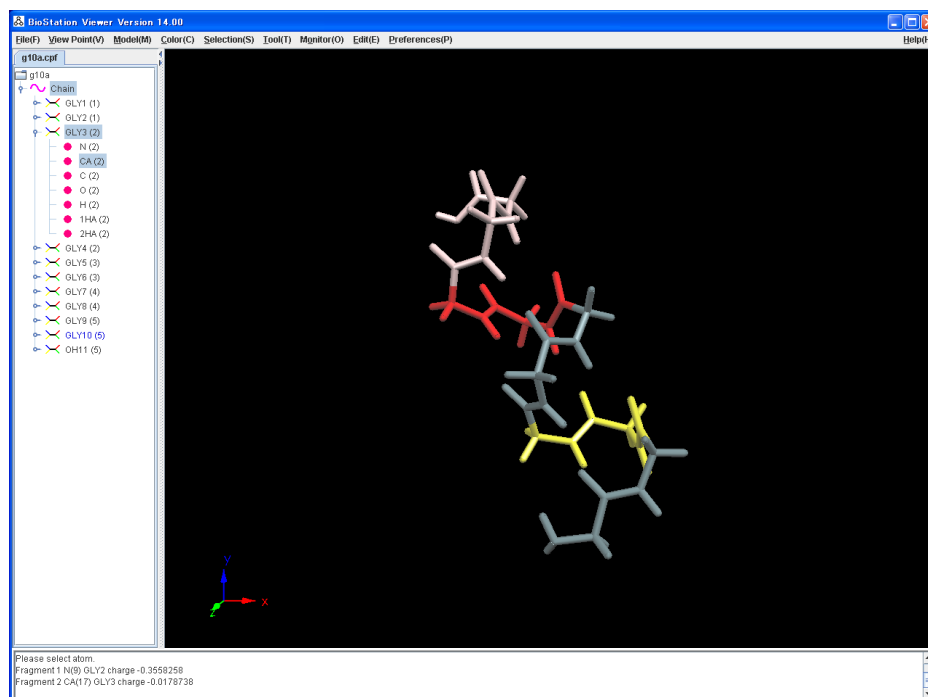 BioStation Viewer Version 14.00
File(F) View Point(V) Model(M) Color(C) Selection(S) Tool(T) Monitor(O) Edit(E) Preferences(P) Help(H
g10a.cpf
g10a
Chain
GLY1 (1)
GLY2 (1)
GLY3 (2)
N (2)
CA (2)
C (2)
O (2)
H (2)
1HA (2)
2HA (2)
GLY4 (2)
GLY5 (3)
GLY6 (3)
GLY7 (4)
GLY8 (4)
GLY9 (5)
GLY10 (5)
OH11 (5)
Y
X
Z
Please select atom.
Fragment 1 N(9) GLY2 charge -0.3558258
Fragment 2 CA(17) GLY3 charge -0.0178738